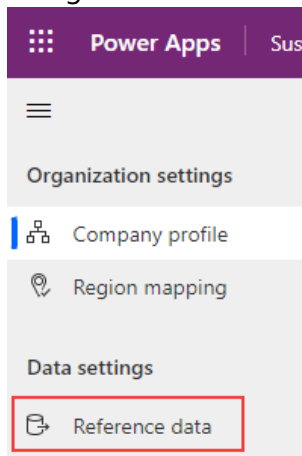 Power Apps Sus
Organization settings
Company profile
Region mapping
Data settings
Reference data